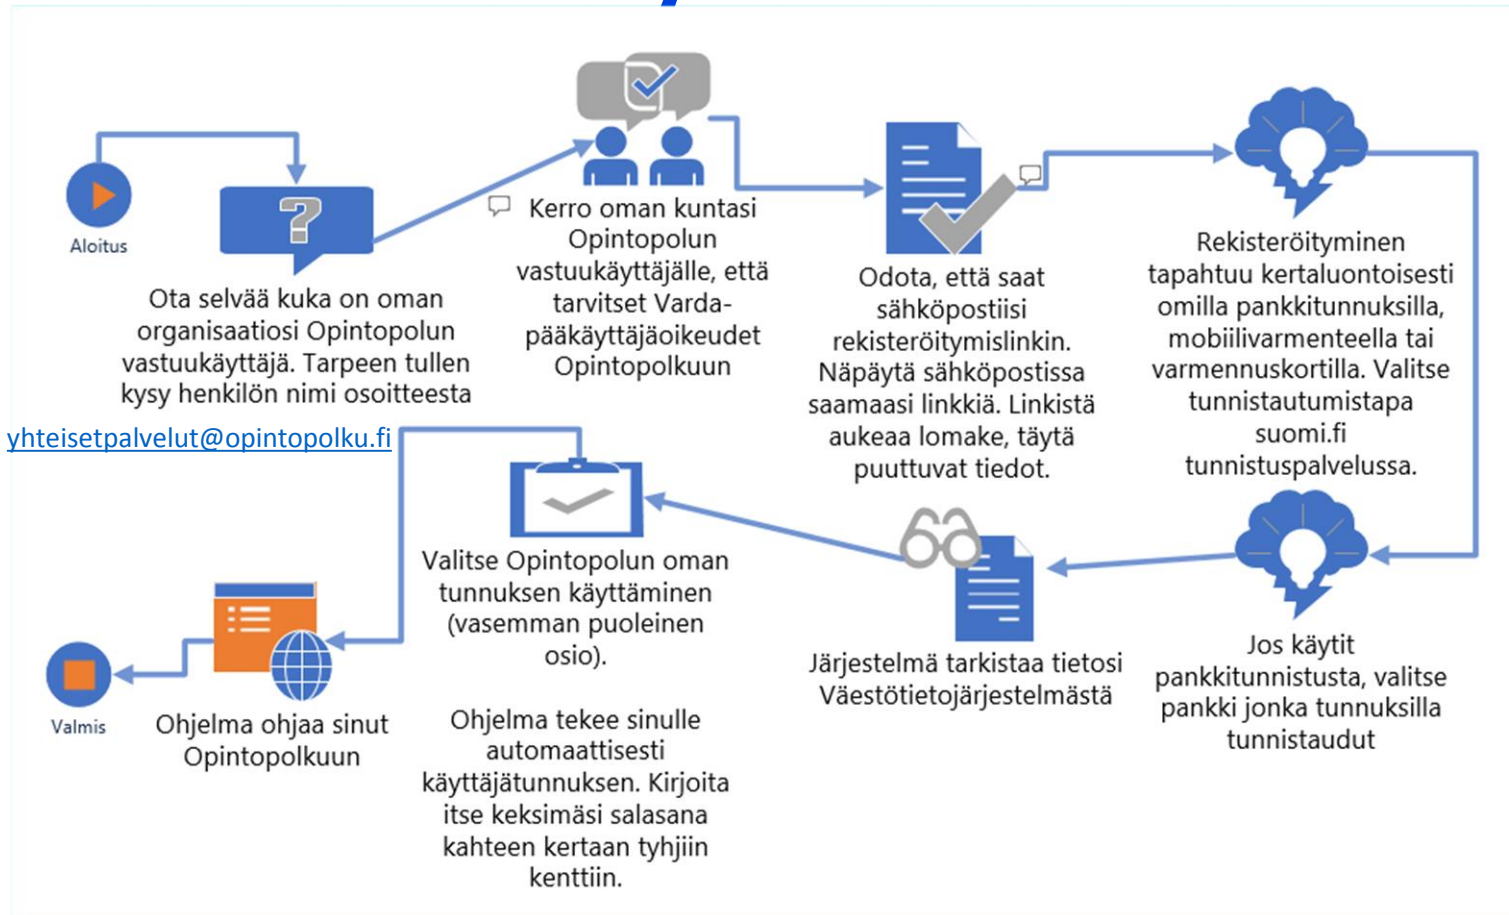 Aloitus
Ota selvää kuka on oman
organisaatiosi Opintopolun
vastuukäyttäjä. Tarpeen tullen
kysy henkilön nimi osoitteesta
yhteisetpalvelut@opintopolku.fi
Kerro oman kuntasi
Opintopolun
vastuukäyttäjälle, että
tarvitset Varda-
pääkäyttäjäoikeudet
Opintopolkuun
Odota, että saat
sähköpostiisi
rekisteröitymislinkin.
Näpäytä sähköpostissa
saamaasi linkkiä. Linkistä
aukeaa lomake, täytä
puuttuvat tiedot.
Rekisteröityminen
tapahtuu kertaluontoisesti
omilla pankkitunnuksilla,
mobiilivarmenteella tai
varmennuskortilla. Valitse
tunnistautumistapa
suomi.fi
tunnistuspalvelussa.
Jos käytit
pankkitunnistusta, valitse
pankki jonka tunnuksilla
tunnistaudut
Järjestelmä tarkistaa tietosi
Väestötietojärjestelmästä
Valitse Opintopolun oman
tunnuksen käyttäminen
(vasemman puoleinen
osio).
Ohjelma tekee sinulle
automaattisesti
käyttäjätunnuksen. Kirjoita
itse keksimäsi salasana
kahteen kertaan tyhjiin
kenttiin.
Ohjelma ohjaa sinut
Opintopolkuun
Valmis